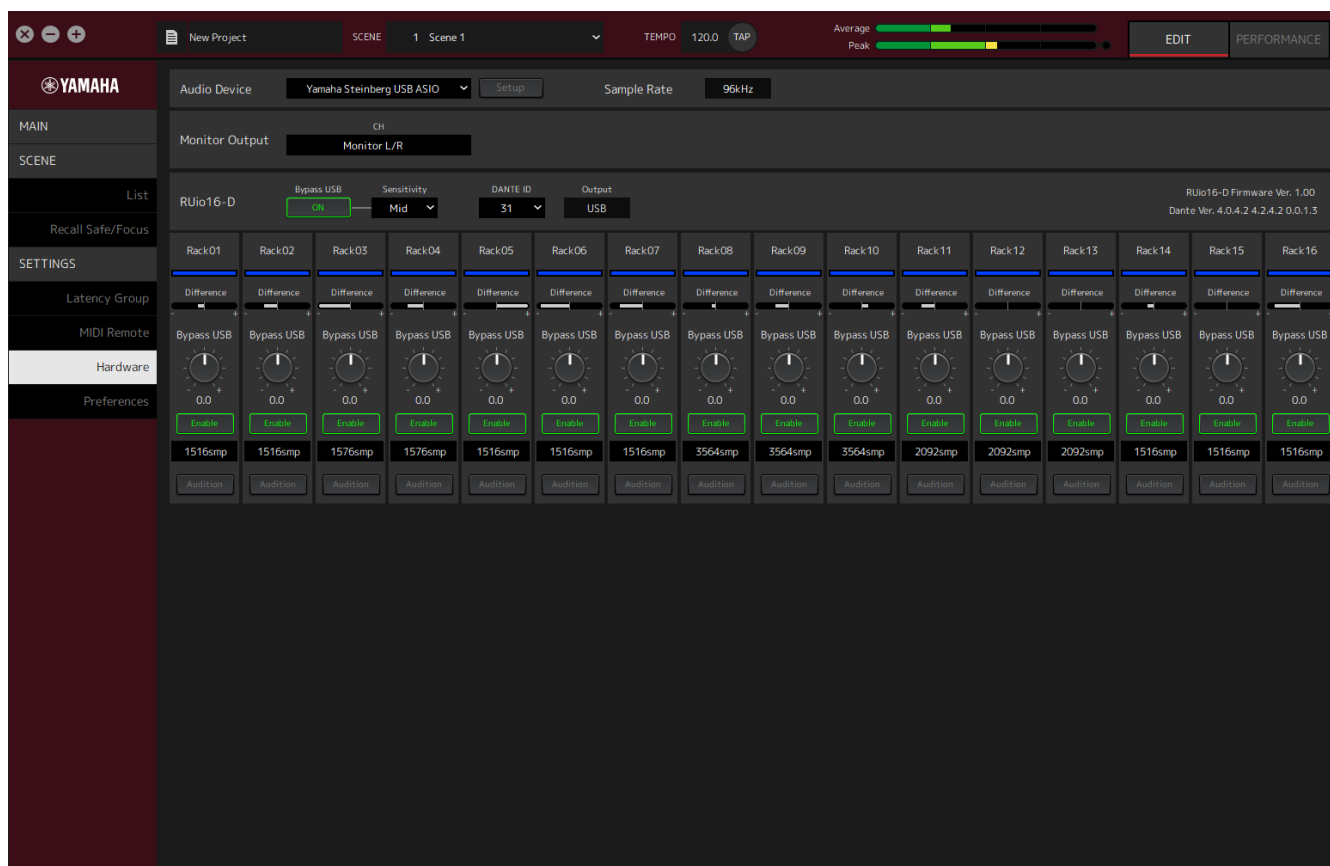 New Project SCENE 1 Scene 1 TEMPO 120.0 TAP Average EDIT PERFORMANCE
Peak
YAMAHA
MAIN
SCENE
List
Recall Safe/Focus
SETTINGS
Latency Group
MIDI Remote
Hardware
Preferences
Audio Device Yamaha Steinberg USB ASIO Setup Sample Rate 96kHz
CH
Monitor Output Monitor L/R
Bypass USB Sensitivity DANTE ID Output
RUio16-D ON Mid 31 USB
RUio16-D Firmware Ver. 1.00
Dante Ver. 4.0.4.2 4.2.4.2 0.0.1.3
Rack01 Rack02 Rack03 Rack04 Rack05 Rack06 Rack07 Rack08 Rack09 Rack10 Rack11 Rack12 Rack13 Rack14 Rack15 Rack16
Difference Difference Difference Difference Difference Difference Difference Difference Difference Difference Difference Difference Difference Difference Difference Difference
- + - + - + - + - + - + - + - + - + - + - + - + - + - + - + -
Bypass USB Bypass USB Bypass USB Bypass USB Bypass USB Bypass USB Bypass USB Bypass USB Bypass USB Bypass USB Bypass USB Bypass USB Bypass USB Bypass USB Bypass USB Bypass USB
- + - + - + - + - + - + - + - + - + - + - + - + - + - + - + - +
0.0 0.0 0.0 0.0 0.0 0.0 0.0 0.0 0.0 0.0 0.0 0.0 0.0 0.0 0.0 0.0
Enable Enable Enable Enable Enable Enable Enable Enable Enable Enable Enable Enable Enable Enable Enable Enable
1516smp 1516smp 1576smp 1576smp 1516smp 1516smp 1516smp 3564smp 3564smp 3564smp 2092smp 2092smp 2092smp 1516smp 1516smp 1516smp
Audition Audition Audition Audition Audition Audition Audition Audition Audition Audition Audition Audition Audition Audition Audition Audition